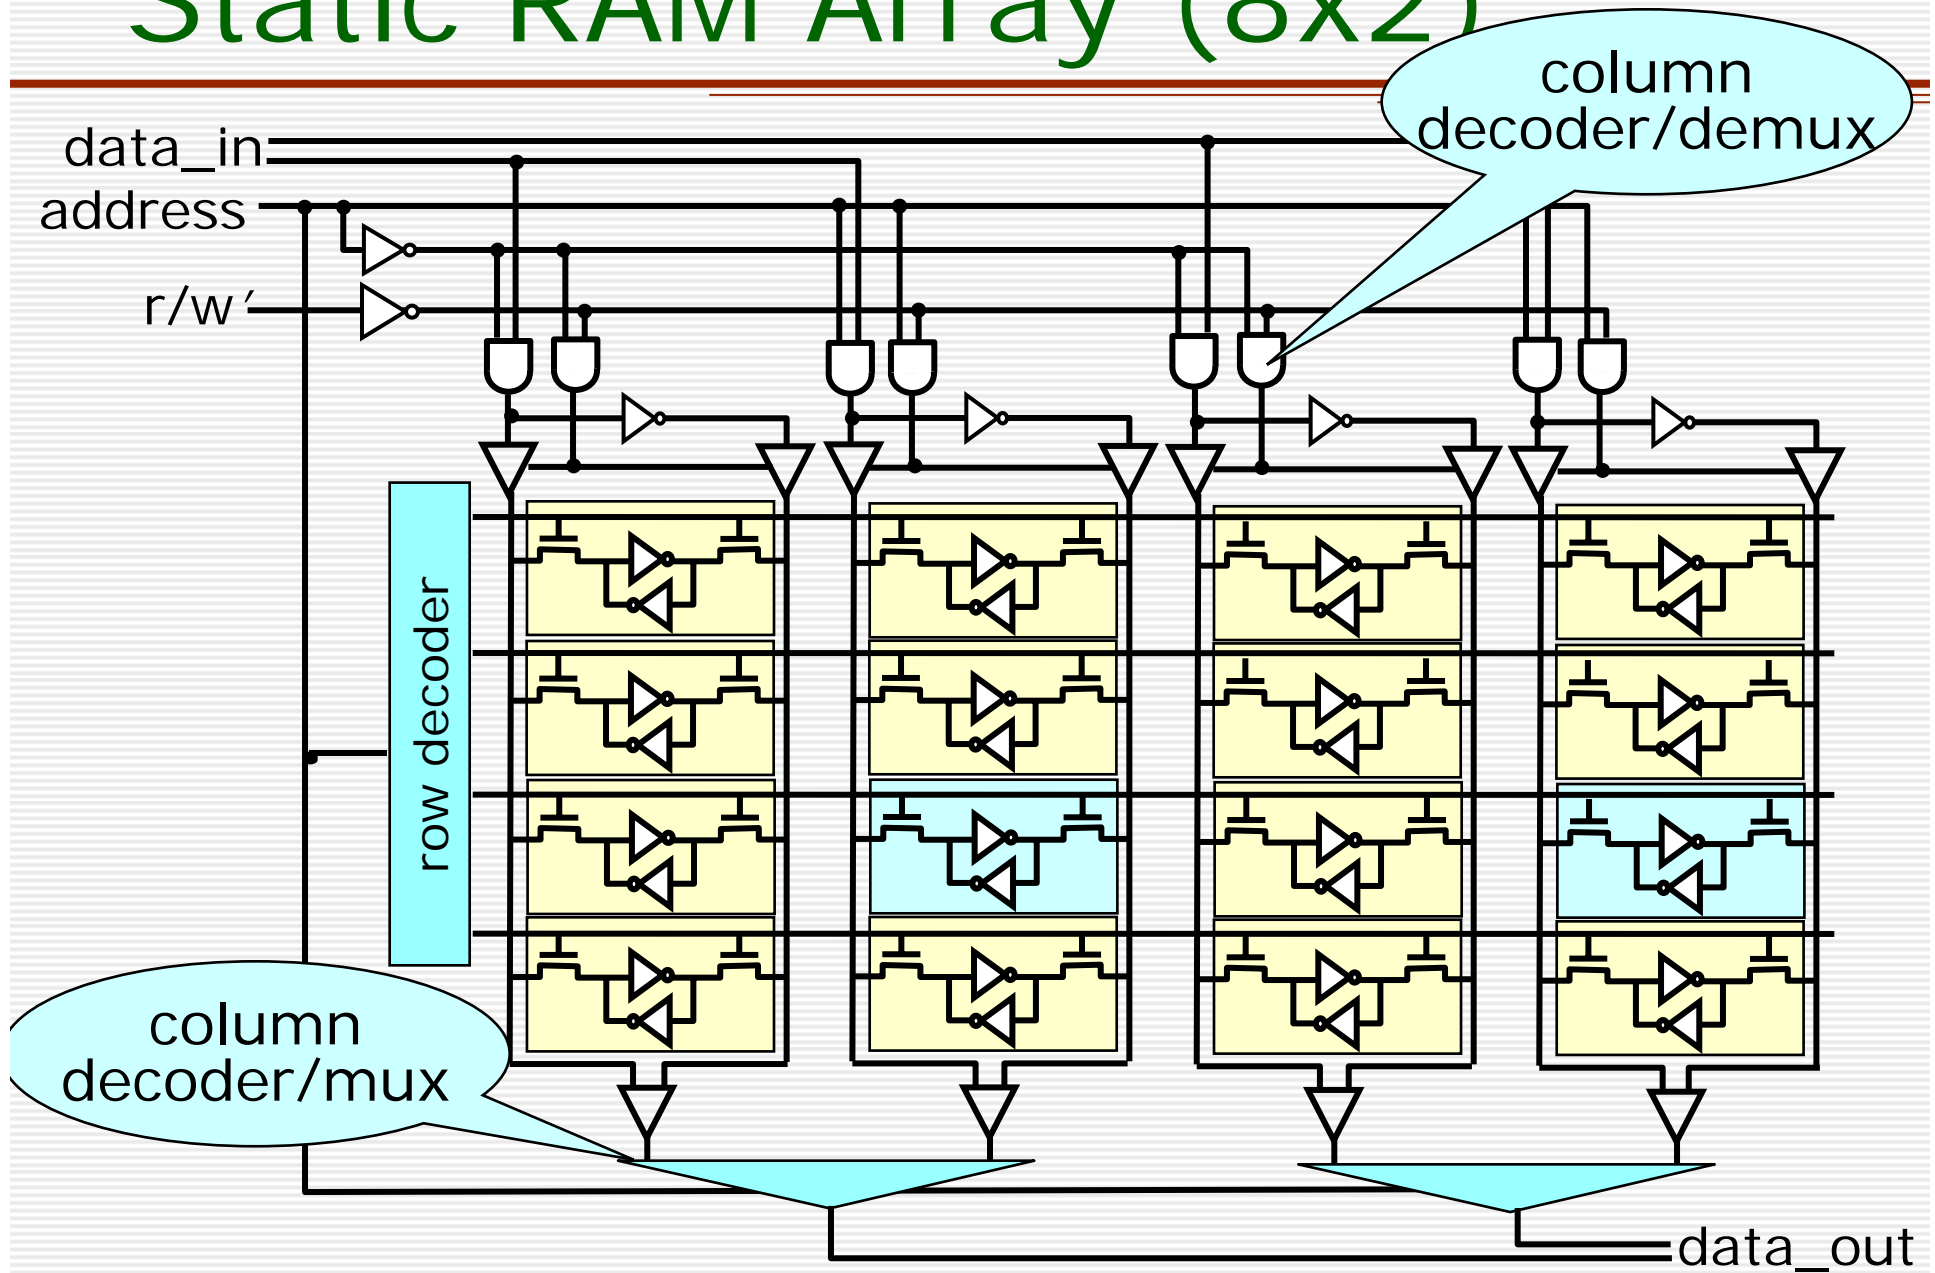 Static RAM Array (8x2)
column
decoder/demux
data_in
address
r/w′
row decoder
column
decoder/mux
data_out